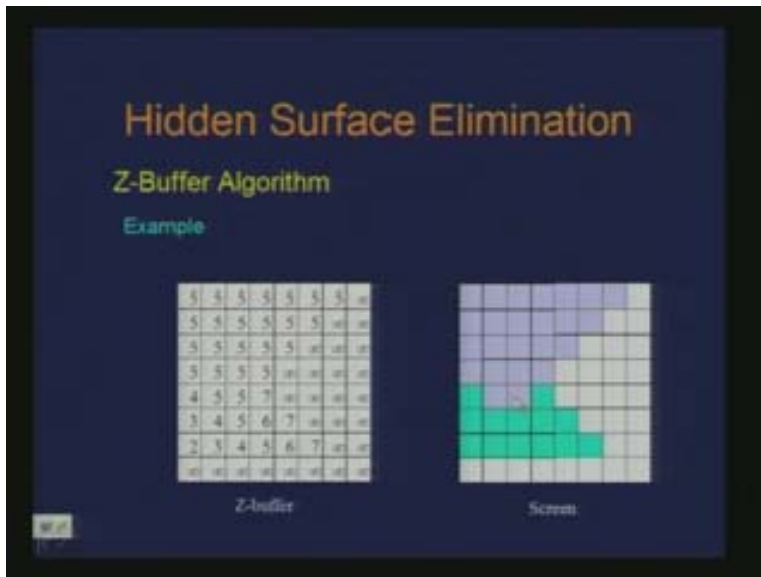 Hidden Surface Elimination
Z-Buffer Algorithm
Example
5 5 5 5 5 5 5 ∞
5 5 5 5 5 5 ∞ ∞
5 5 5 5 5 ∞ ∞ ∞
5 5 5 5 ∞ ∞ ∞ ∞
4 5 5 7 ∞ ∞ ∞ ∞
3 4 5 6 7 ∞ ∞ ∞
2 3 4 5 6 7 ∞ ∞
∞ ∞ ∞ ∞ ∞ ∞ ∞ ∞
Z-buffer
Screen